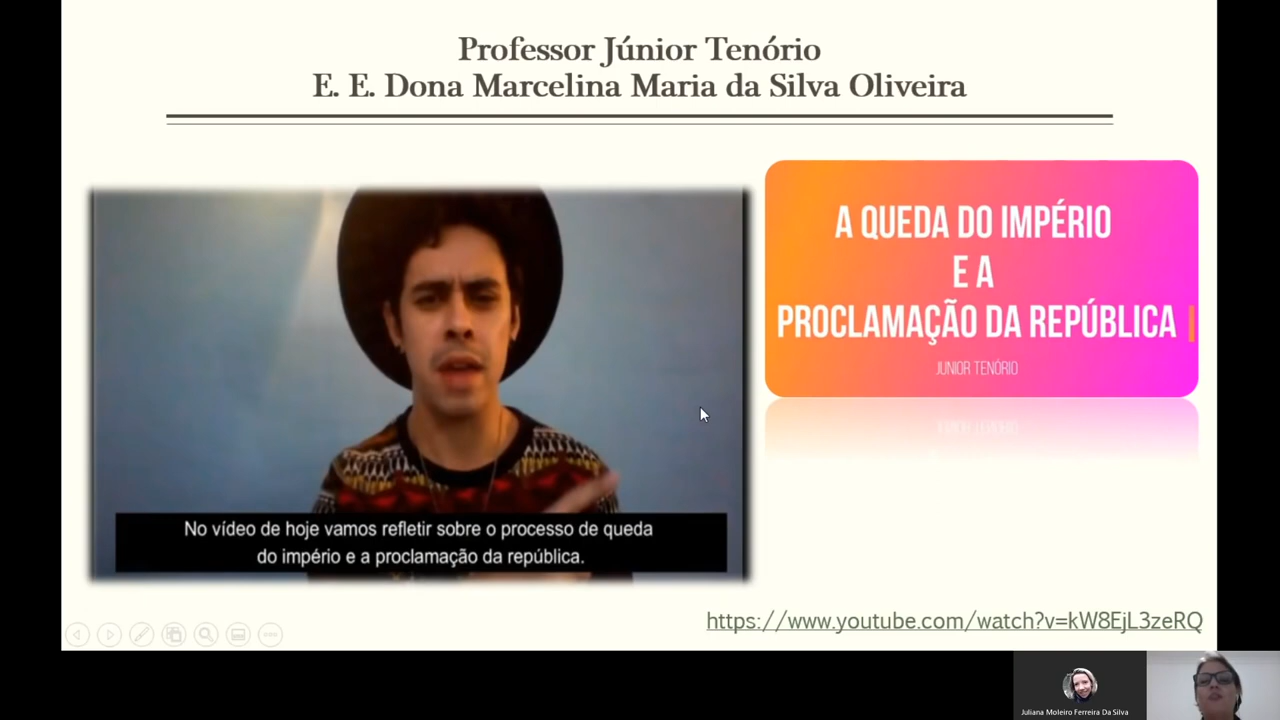 Professor Júnior Tenório
E. E. Dona Marcelina Maria da Silva Oliveira
A QUEDA DO IMPÉRIO
E A
PROCLAMAÇÃO DA REPÚBLICA
JUNIOR TENÓRIO
No vídeo de hoje vamos refletir sobre o processo de queda
do império e a proclamação da república.
https://www.youtube.com/watch?v=kW8EjL3zeRQ
Juliana Moleiro Ferreira Da Silva